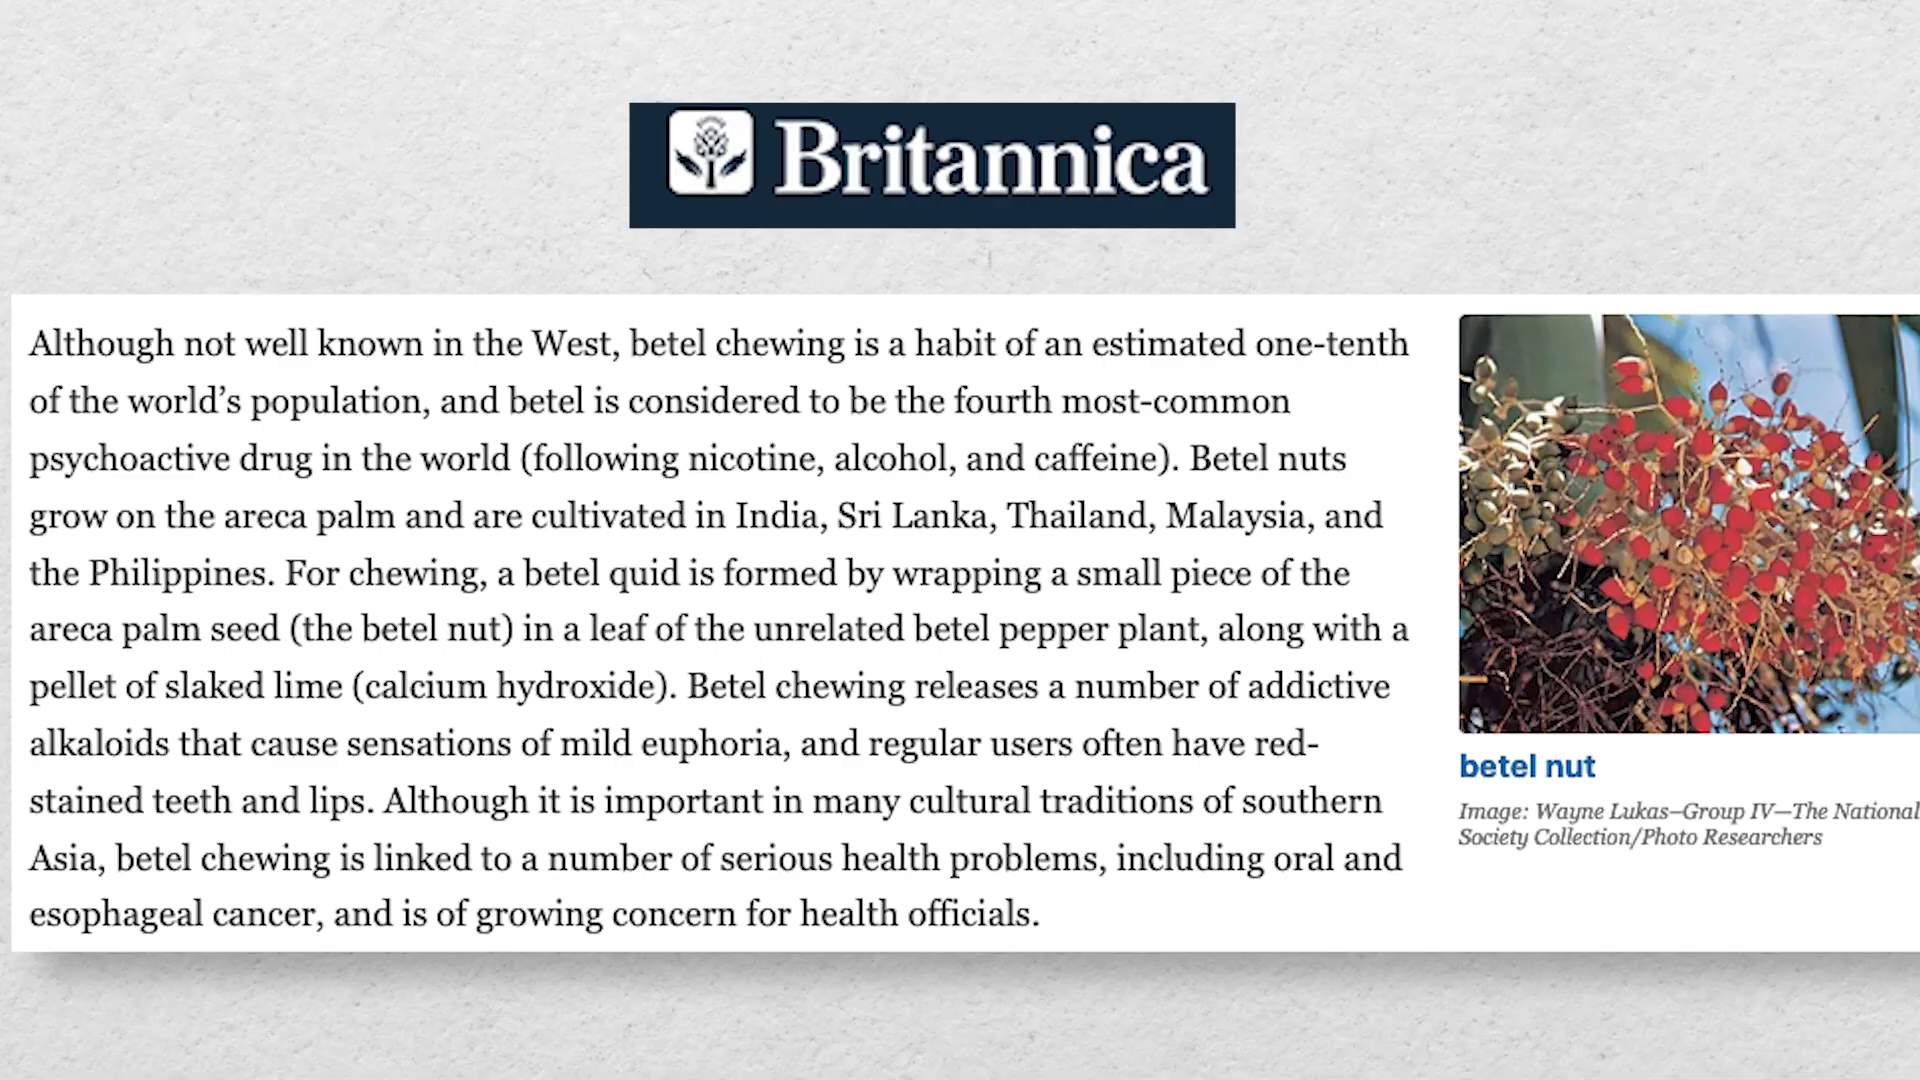 Britannica
Although not well known in the West, betel chewing is a habit of an estimated one-tenth
of the world’s population, and betel is considered to be the fourth most-common
psychoactive drug in the world (following nicotine, alcohol, and caffeine). Betel nuts
grow on the areca palm and are cultivated in India, Sri Lanka, Thailand, Malaysia, and
the Philippines. For chewing, a betel quid is formed by wrapping a small piece of the
areca palm seed (the betel nut) in a leaf of the unrelated betel pepper plant, along with a
pellet of slaked lime (calcium hydroxide). Betel chewing releases a number of addictive
alkaloids that cause sensations of mild euphoria, and regular users often have red-
stained teeth and lips. Although it is important in many cultural traditions of southern
Asia, betel chewing is linked to a number of serious health problems, including oral and
esophageal cancer, and is of growing concern for health officials.
betel nut
Image: Wayne Lukas–Group IV—The National
Society Collection/Photo Researchers